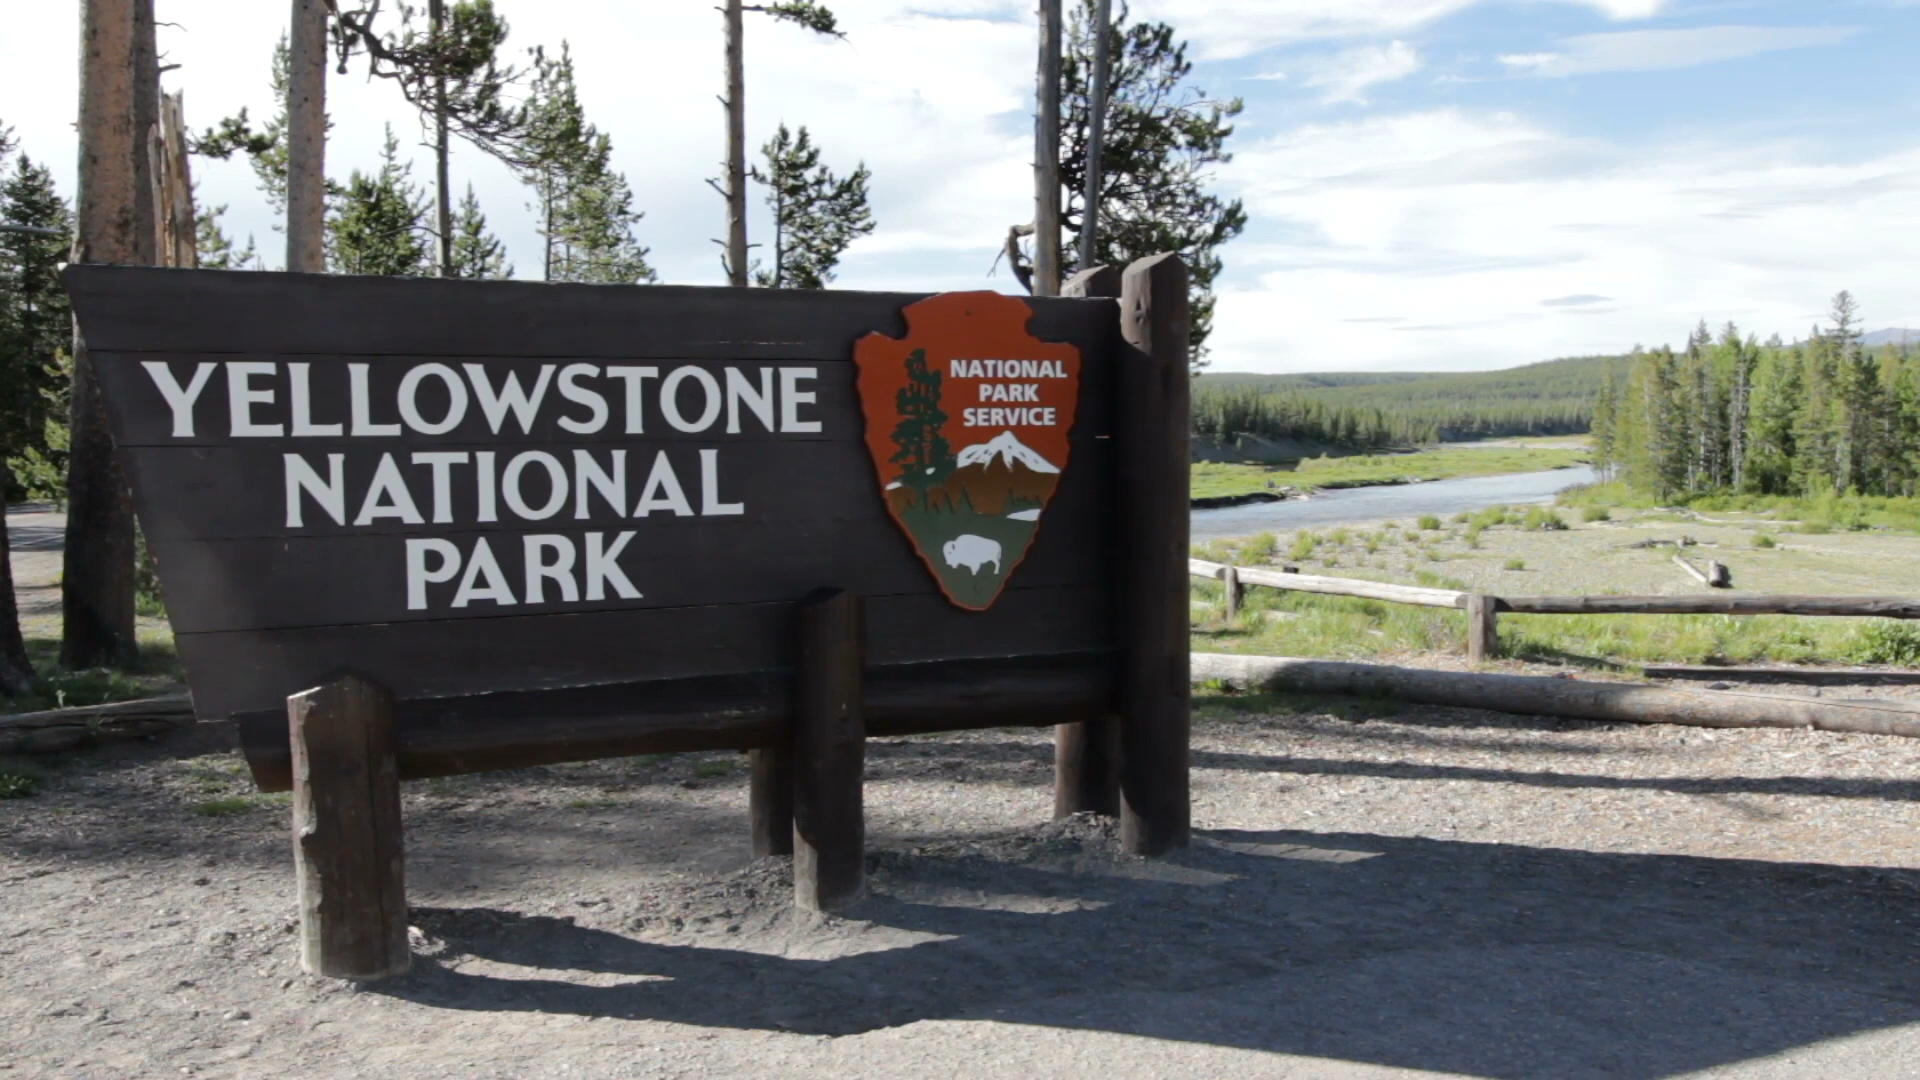 YELLOWSTONE
NATIONAL
PARK
NATIONAL
PARK
SERVICE